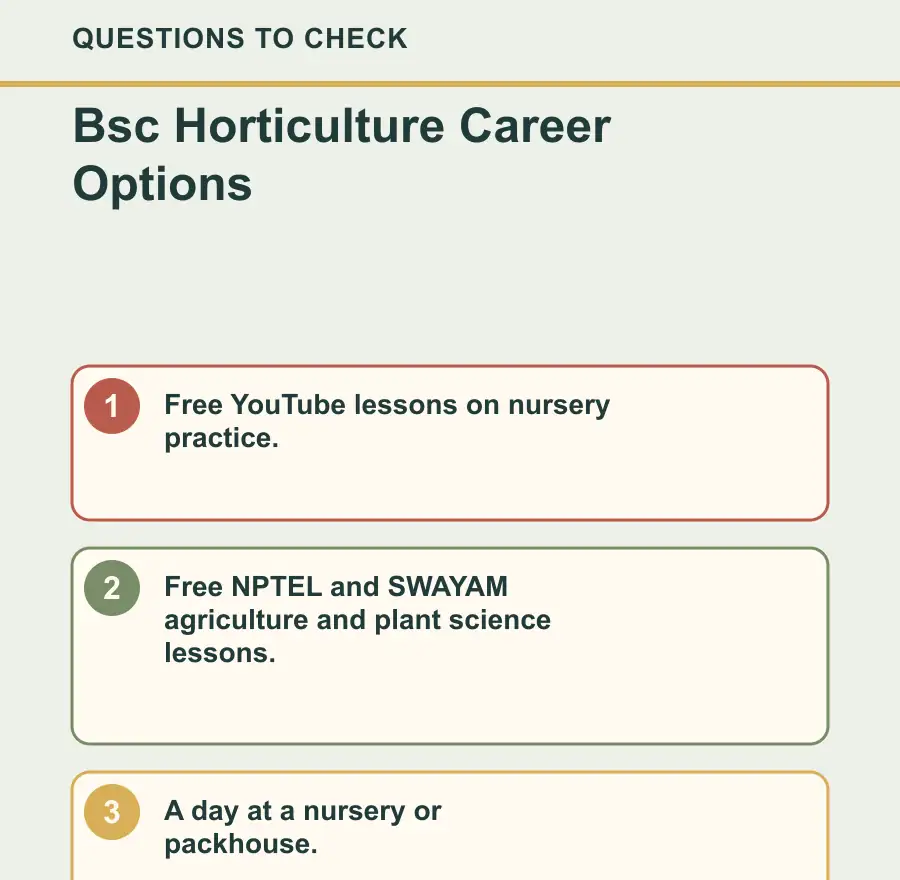 QUESTIONS TO CHECK
Bsc Horticulture Career
Options
1
Free YouTube lessons on nursery
practice.
2
Free NPTEL and SWAYAM
agriculture and plant science
lessons.
3
A day at a nursery or
packhouse.